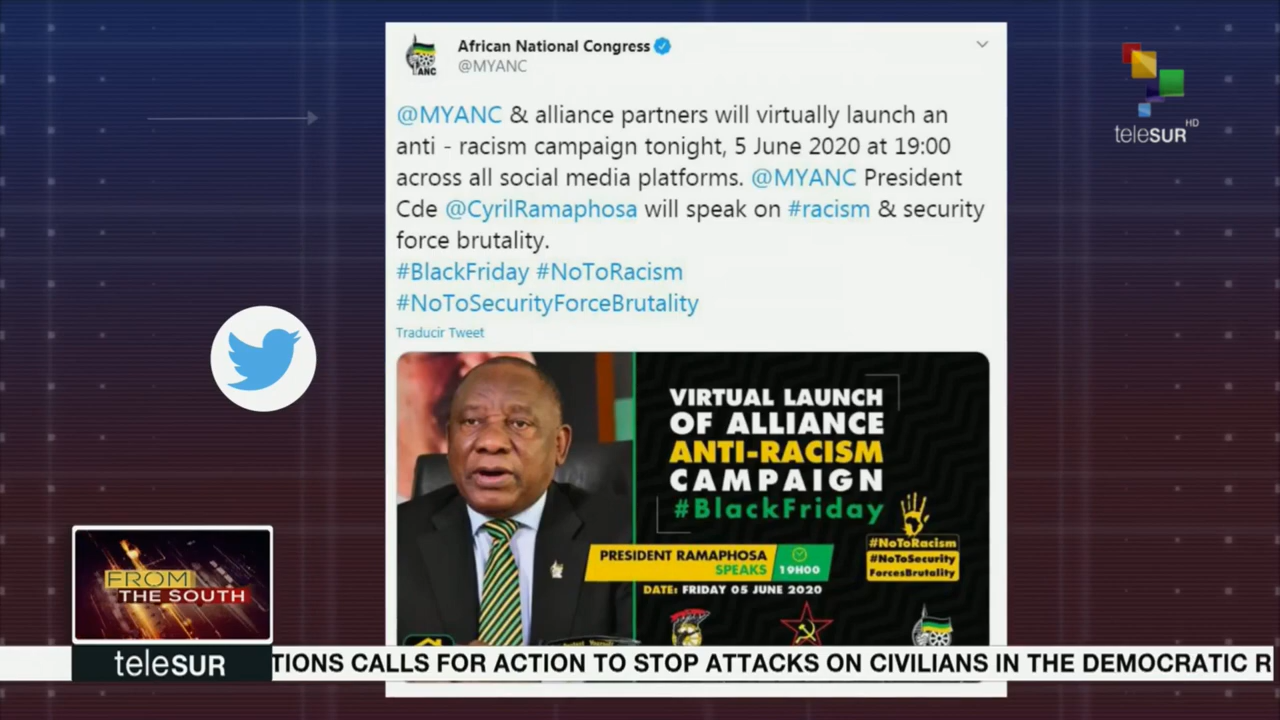 African National Congress
@MYANC
@MYANC & alliance partners will virtually launch an
anti - racism campaign tonight, 5 June 2020 at 19:00
across all social media platforms. @MYANC President
Cde @CyrilRamaphosa will speak on #racism & security
force brutality.
#BlackFriday #NoToRacism
#NoToSecurityForceBrutality
Traducir Tweet
VIRTUAL LAUNCH
OF ALLIANCE
ANTI-RACISM
CAMPAIGN
#BlackFriday
PRESIDENT RAMAPHOSA
SPEAKS
19H00
DATE: FRIDAY 05 JUNE 2020
#NoToRacism
#NoToSecurity
ForcesBrutality
ANC
teleSUR HD
FROM
THE SOUTH
teleSUR
TIONS CALLS FOR ACTION TO STOP ATTACKS ON CIVILIANS IN THE DEMOCRATIC R